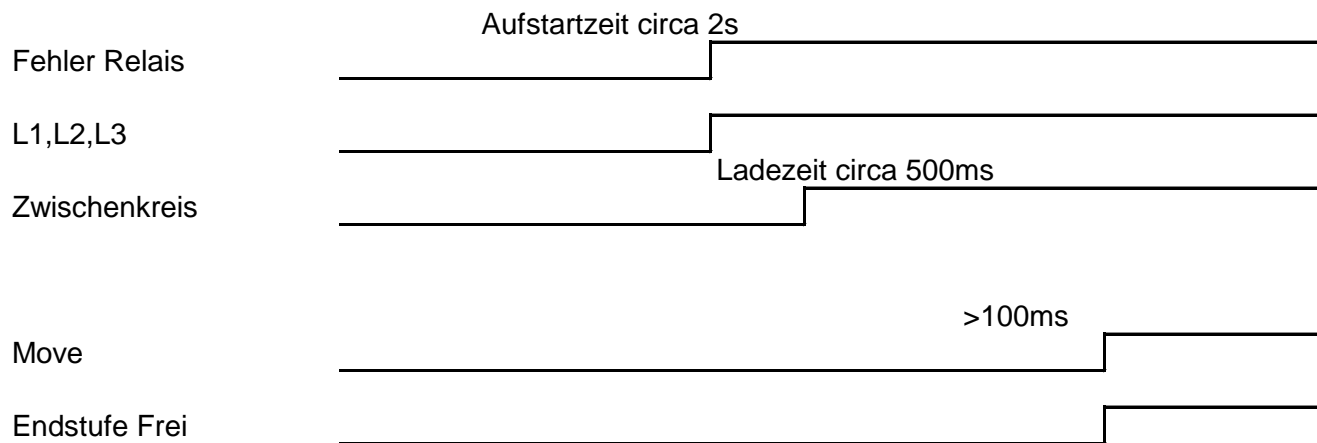 Aufstartzeit circa 2s
Fehler Relais
L1,L2,L3
Ladezeit circa 500ms
Zwischenkreis
>100ms
Move
Endstufe Frei